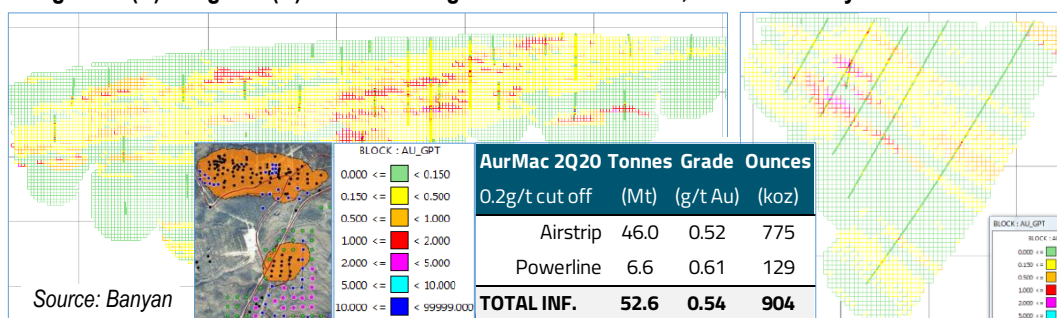 BLOCK : AU_GPT
0.000 <= < 0.150
0.150 <= < 0.500
0.500 <= < 1.000
1.000 <= < 2.000
2.000 <= < 5.000
5.000 <= < 10.000
10.000 <= < 99999.000
Source: Banyan
AurMac 2Q20 Tonnes Grade Ounces
0.2g/t cut off (Mt) (g/t Au) (koz)
Airstrip 46.0 0.52 775
Powerline 6.6 0.61 129
TOTAL INF. 52.6 0.54 904
BLOCK : AU_GPT
0.000 <=
0.150 <=
0.500 <=
1.000 <=
2.000 <=
5.000 <=